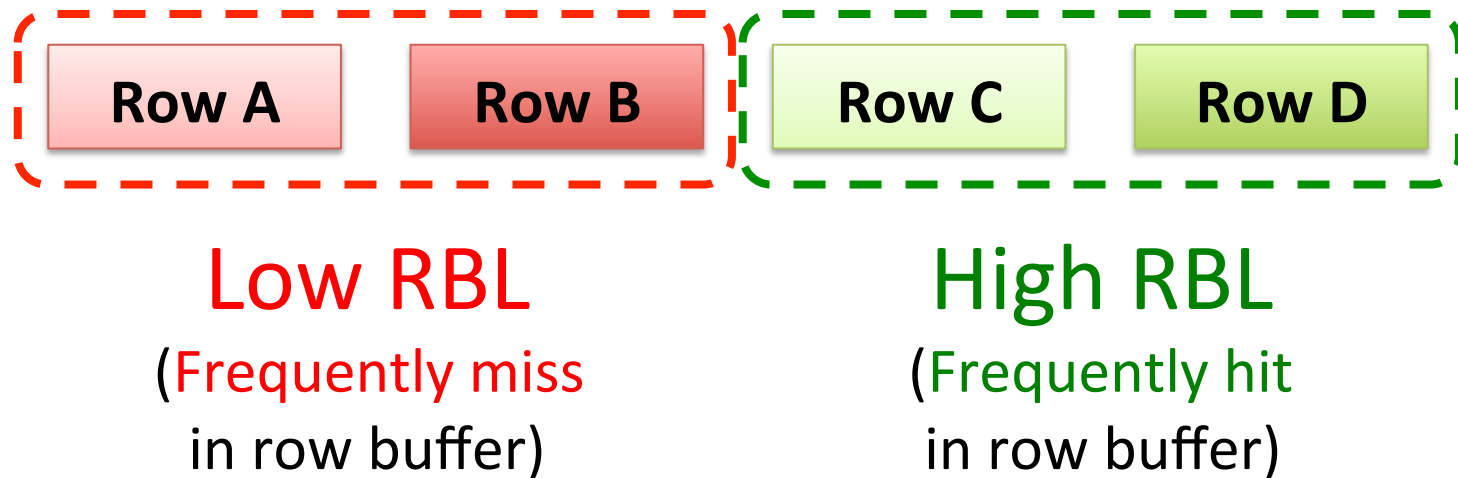 Row A Row B Row C Row D
Low RBL
(Frequently miss
in row buffer)
High RBL
(Frequently hit
in row buffer)